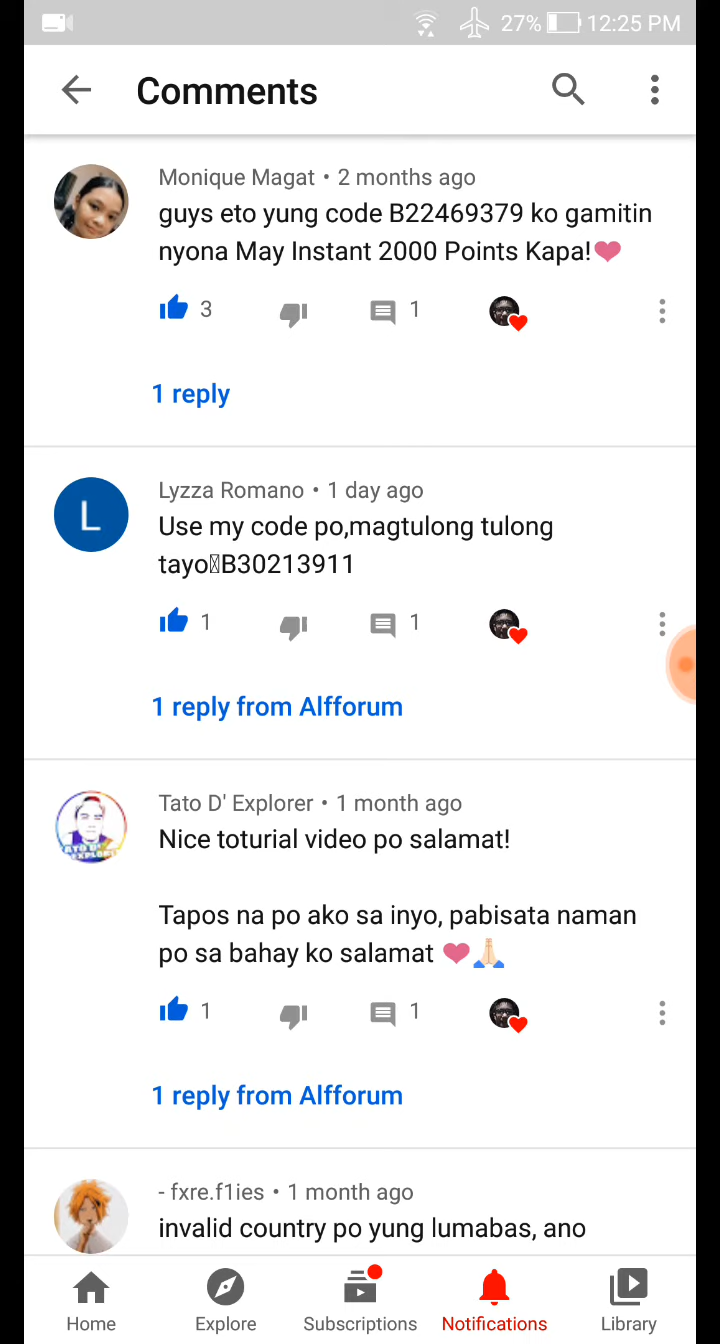 27% 12:25 PM
Comments
Monique Magat • 2 months ago
guys eto yung code B22469379 ko gamitin
nyona May Instant 2000 Points Kapa!❤
3 1
1 reply
L
Lyzza Romano • 1 day ago
Use my code po,magtulong tulong
tayo▯B30213911
1 1
1 reply from Alfforum
Tato D' Explorer • 1 month ago
Nice toturial video po salamat!
Tapos na po ako sa inyo, pabisata naman
po sa bahay ko salamat ❤🙏🏻
1 1
1 reply from Alfforum
- fxre.f1ies • 1 month ago
invalid country po yung lumabas, ano
Home Explore Subscriptions Notifications Library